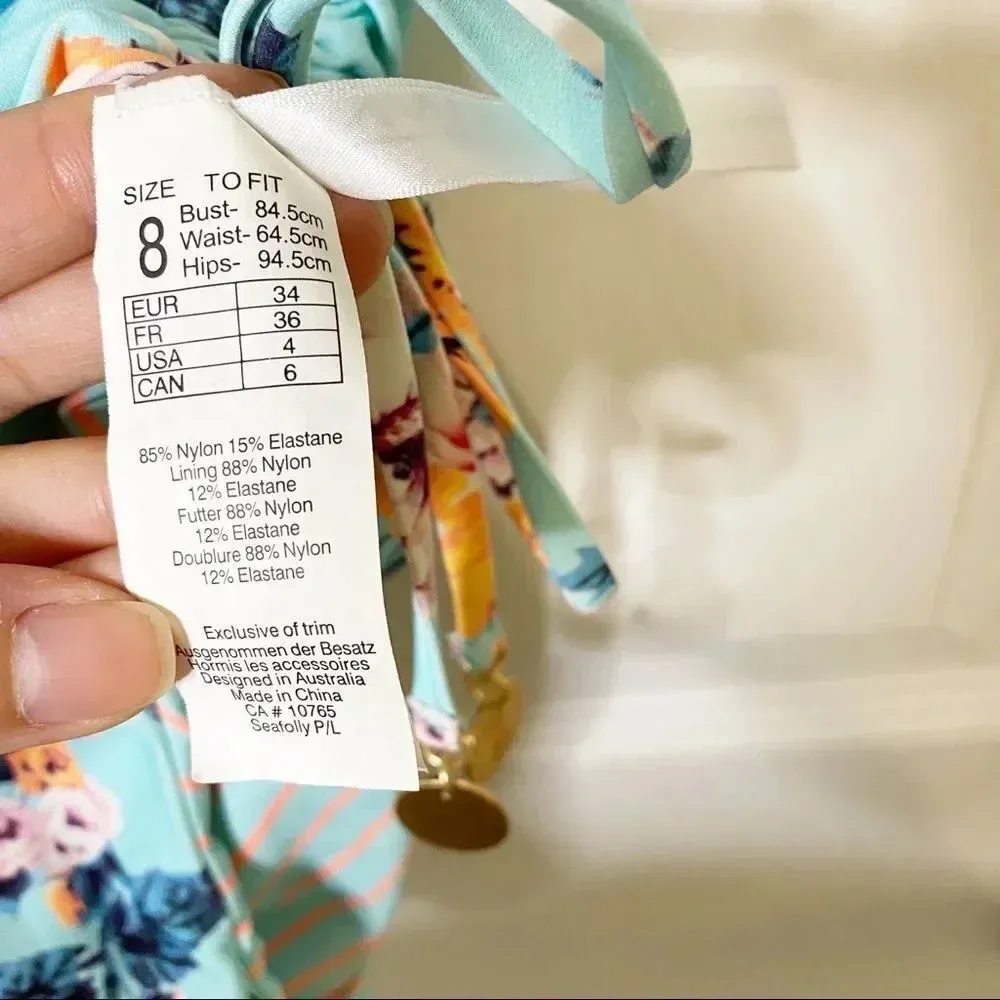 SIZE TO FIT
8 Bust- 84.5cm
Waist- 64.5cm
Hips- 94.5cm
EUR 34
FR 36
USA 4
CAN 6
85% Nylon 15% Elastane
Lining 88% Nylon
12% Elastane
Futter 88% Nylon
12% Elastane
Doublure 88% Nylon
12% Elastane
Exclusive of trim
Ausgenommen der Besatz
Hormis les accessoires
Designed in Australia
Made in China
CA # 10765
Seafolly P/L